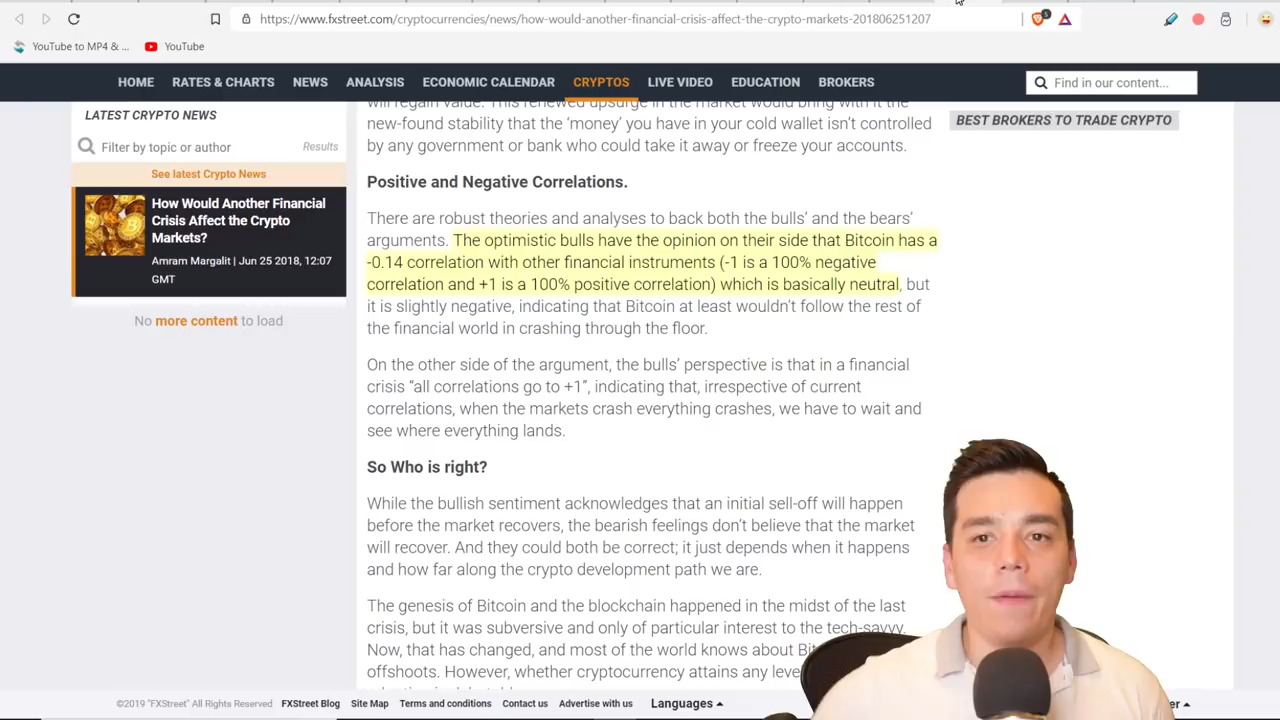 https://www.fxstreet.com/cryptocurrencies/news/how-would-another-financial-crisis-affect-the-crypto-markets-201806251207
YouTube to MP4 & ...
YouTube
HOME RATES & CHARTS NEWS ANALYSIS ECONOMIC CALENDAR CRYPTOS LIVE VIDEO EDUCATION BROKERS
Find in our content...
LATEST CRYPTO NEWS
Filter by topic or author
Results
See latest Crypto News
How Would Another Financial
Crisis Affect the Crypto
Markets?
Amram Margalit | Jun 25 2018, 12:07
GMT
No more content to load
will regain value. This renewed upsurge in the market would bring with it the
new-found stability that the ‘money’ you have in your cold wallet isn’t controlled
by any government or bank who could take it away or freeze your accounts.
Positive and Negative Correlations.
There are robust theories and analyses to back both the bulls’ and the bears’
arguments. The optimistic bulls have the opinion on their side that Bitcoin has a
-0.14 correlation with other financial instruments (-1 is a 100% negative
correlation and +1 is a 100% positive correlation) which is basically neutral, but
it is slightly negative, indicating that Bitcoin at least wouldn’t follow the rest of
the financial world in crashing through the floor.
On the other side of the argument, the bulls’ perspective is that in a financial
crisis “all correlations go to +1”, indicating that, irrespective of current
correlations, when the markets crash everything crashes, we have to wait and
see where everything lands.
So Who is right?
While the bullish sentiment acknowledges that an initial sell-off will happen
before the market recovers, the bearish feelings don’t believe that the market
will recover. And they could both be correct; it just depends when it happens
and how far along the crypto development path we are.
The genesis of Bitcoin and the blockchain happened in the midst of the last
crisis, but it was subversive and only of particular interest to the tech-savvy.
Now, that has changed, and most of the world knows about
offshoots. However, whether cryptocurrency attains any
BEST BROKERS TO TRADE CRYPTO
©2019 "FXStreet" All Rights Reserved FXStreet Blog Site Map Terms and conditions Contact us Advertise with us Languages